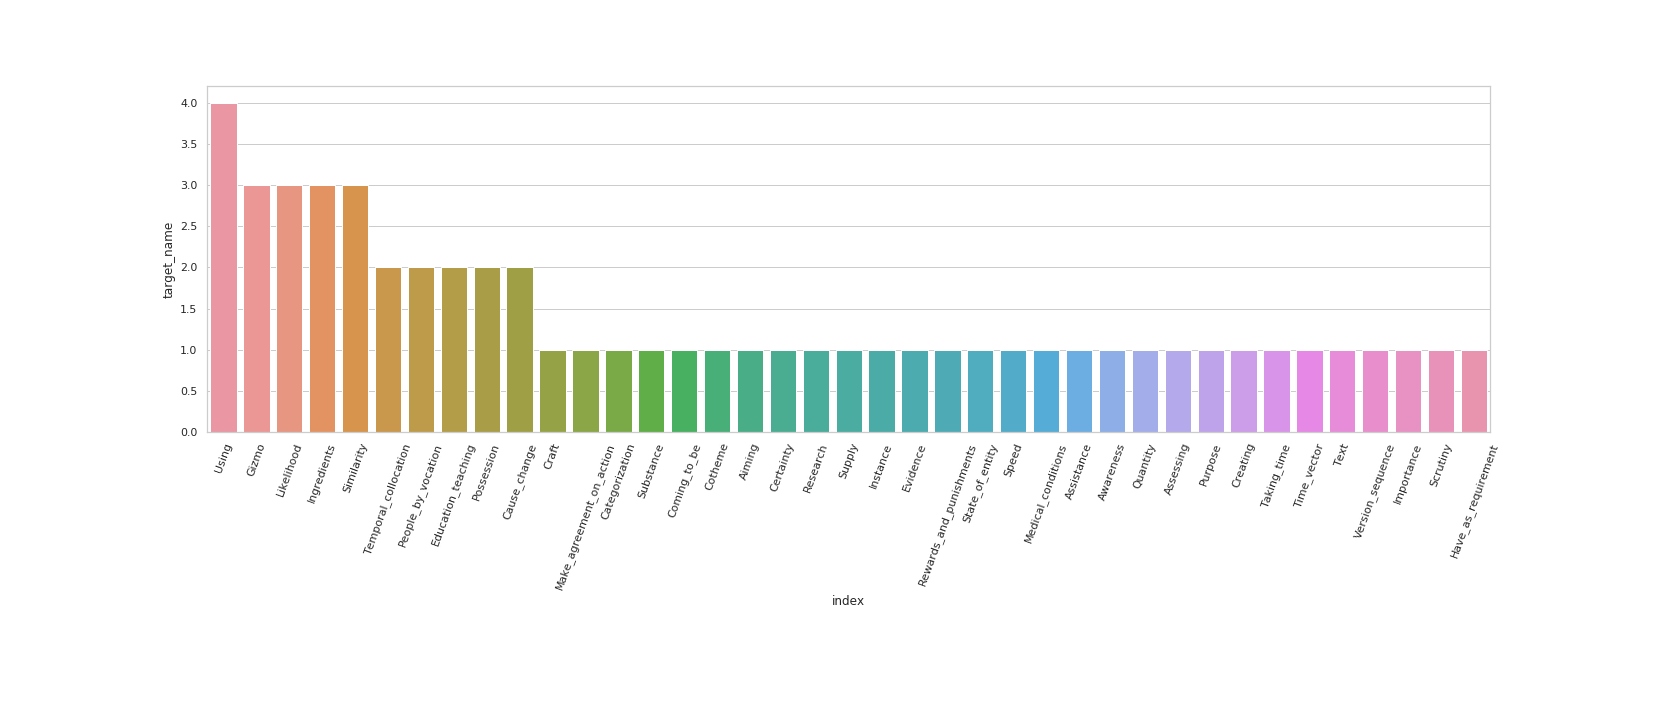 4.0
3.5
3.0
2.5
2.0
1.5
1.0
0.5
0.0
target_name
Using
Gizmo
Likelihood
Ingredients
Similarity
Temporal_collocation
People_by_vocation
Education_teaching
Possession
Cause_change
Craft
Make_agreement_on_action
Categorization
Substance
Coming_to_be
Cotheme
Aiming
Certainty
Research
Supply
Instance
Evidence
Rewards_and_punishments
State_of_entity
Speed
Medical_conditions
Assistance
Awareness
Quantity
Assessing
Purpose
Creating
Taking_time
Time_vector
Text
Version_sequence
Importance
Scrutiny
Have_as_requirement
index